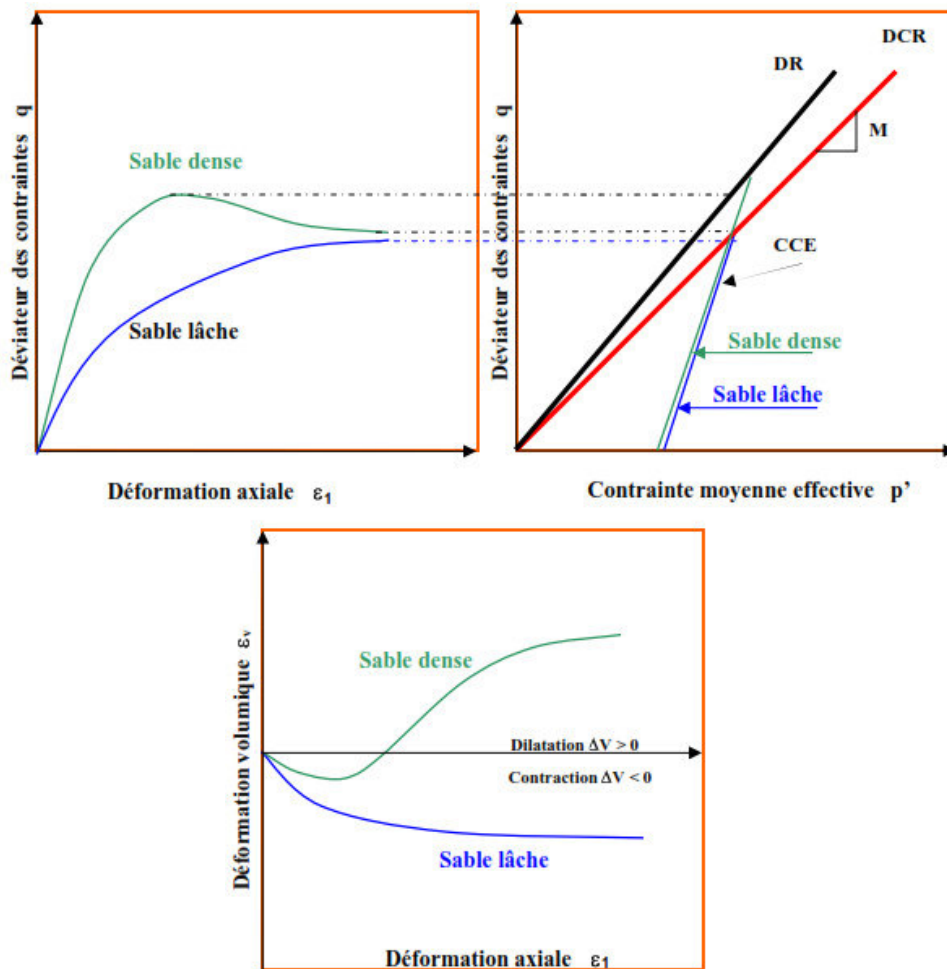 Déviateur des contraintes q
Sable dense
Sable lâche
Déformation axiale ε1
Déviateur des contraintes q
DR
DCR
M
CCE
Sable dense
Sable lâche
Contrainte moyenne effective p’
Déformation volumique εv
Sable dense
Dilatation ΔV > 0
Contraction ΔV < 0
Sable lâche
Déformation axiale ε1